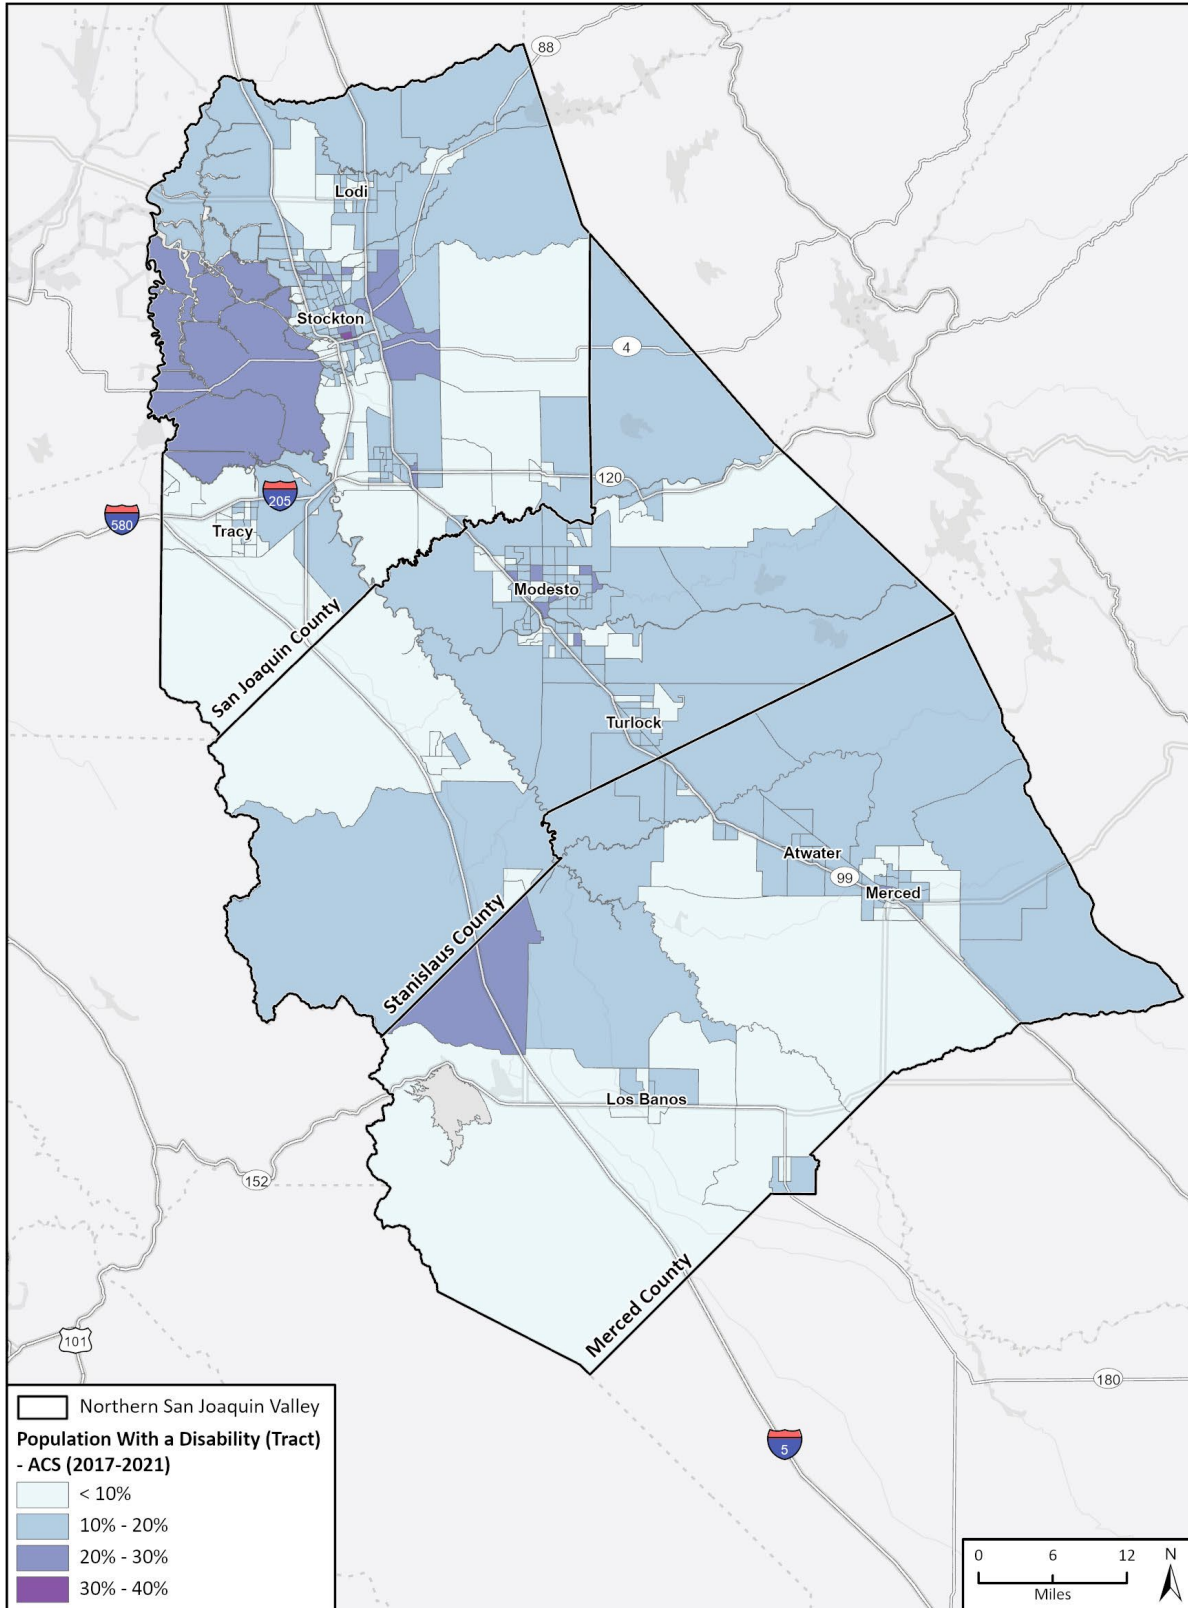 88
Lodi
Stockton
4
120
205
580
Tracy
Modesto
San Joaquin County
Turlock
Atwater
99
Merced
Stanislaus County
Los Banos
152
Merced County
101
180
5
Northern San Joaquin Valley
Population With a Disability (Tract)
- ACS (2017-2021)
< 10%
10% - 20%
20% - 30%
30% - 40%
0 6 12
Miles
N